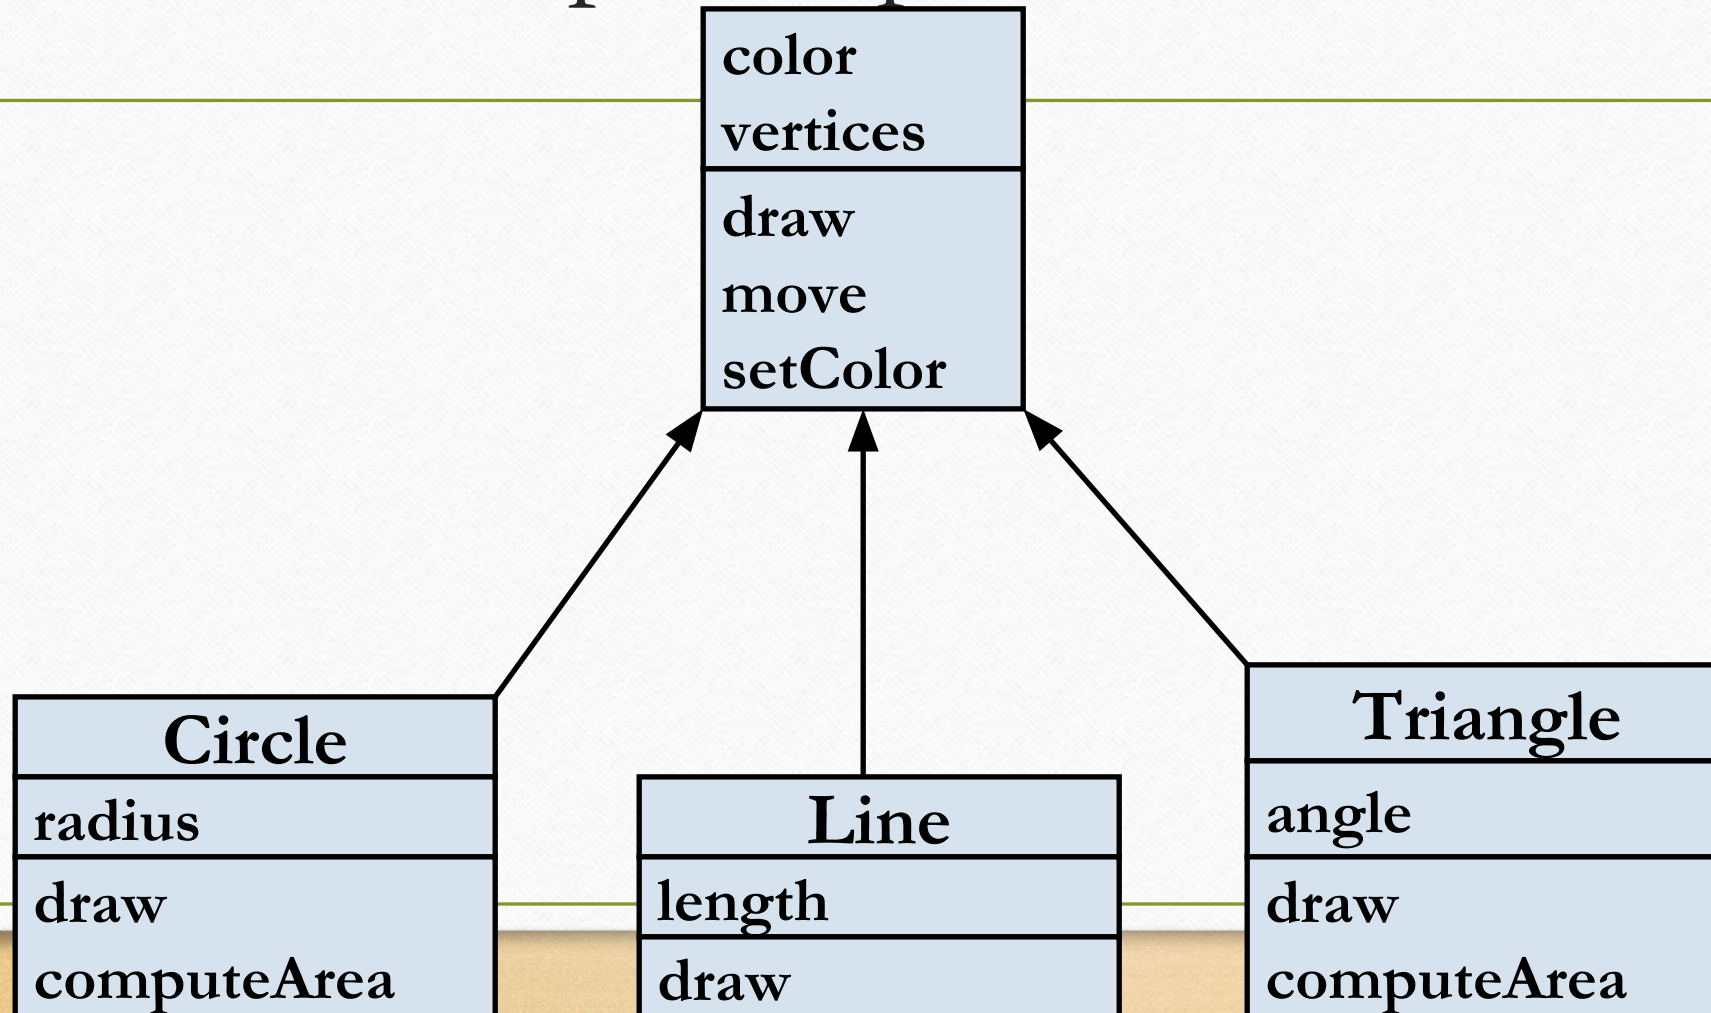 color
vertices
draw
move
setColor
Circle
radius
draw
computeArea
Line
length
draw
Triangle
angle
draw
computeArea